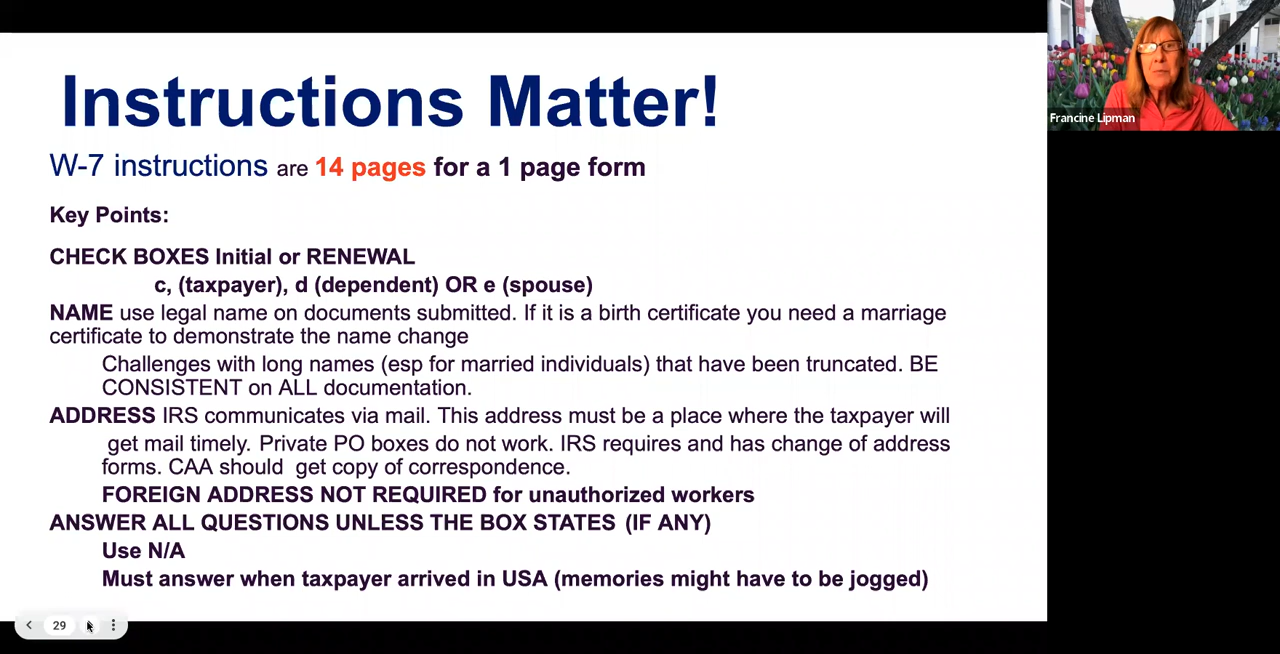 Instructions Matter!
W-7 instructions are 14 pages for a 1 page form
Key Points:
CHECK BOXES Initial or RENEWAL
c, (taxpayer), d (dependent) OR e (spouse)
NAME use legal name on documents submitted. If it is a birth certificate you need a marriage
certificate to demonstrate the name change
Challenges with long names (esp for married individuals) that have been truncated. BE
CONSISTENT on ALL documentation.
ADDRESS IRS communicates via mail. This address must be a place where the taxpayer will
get mail timely. Private PO boxes do not work. IRS requires and has change of address
forms. CAA should get copy of correspondence.
FOREIGN ADDRESS NOT REQUIRED for unauthorized workers
ANSWER ALL QUESTIONS UNLESS THE BOX STATES (IF ANY)
Use N/A
Must answer when taxpayer arrived in USA (memories might have to be jogged)
29
Francine Lipman